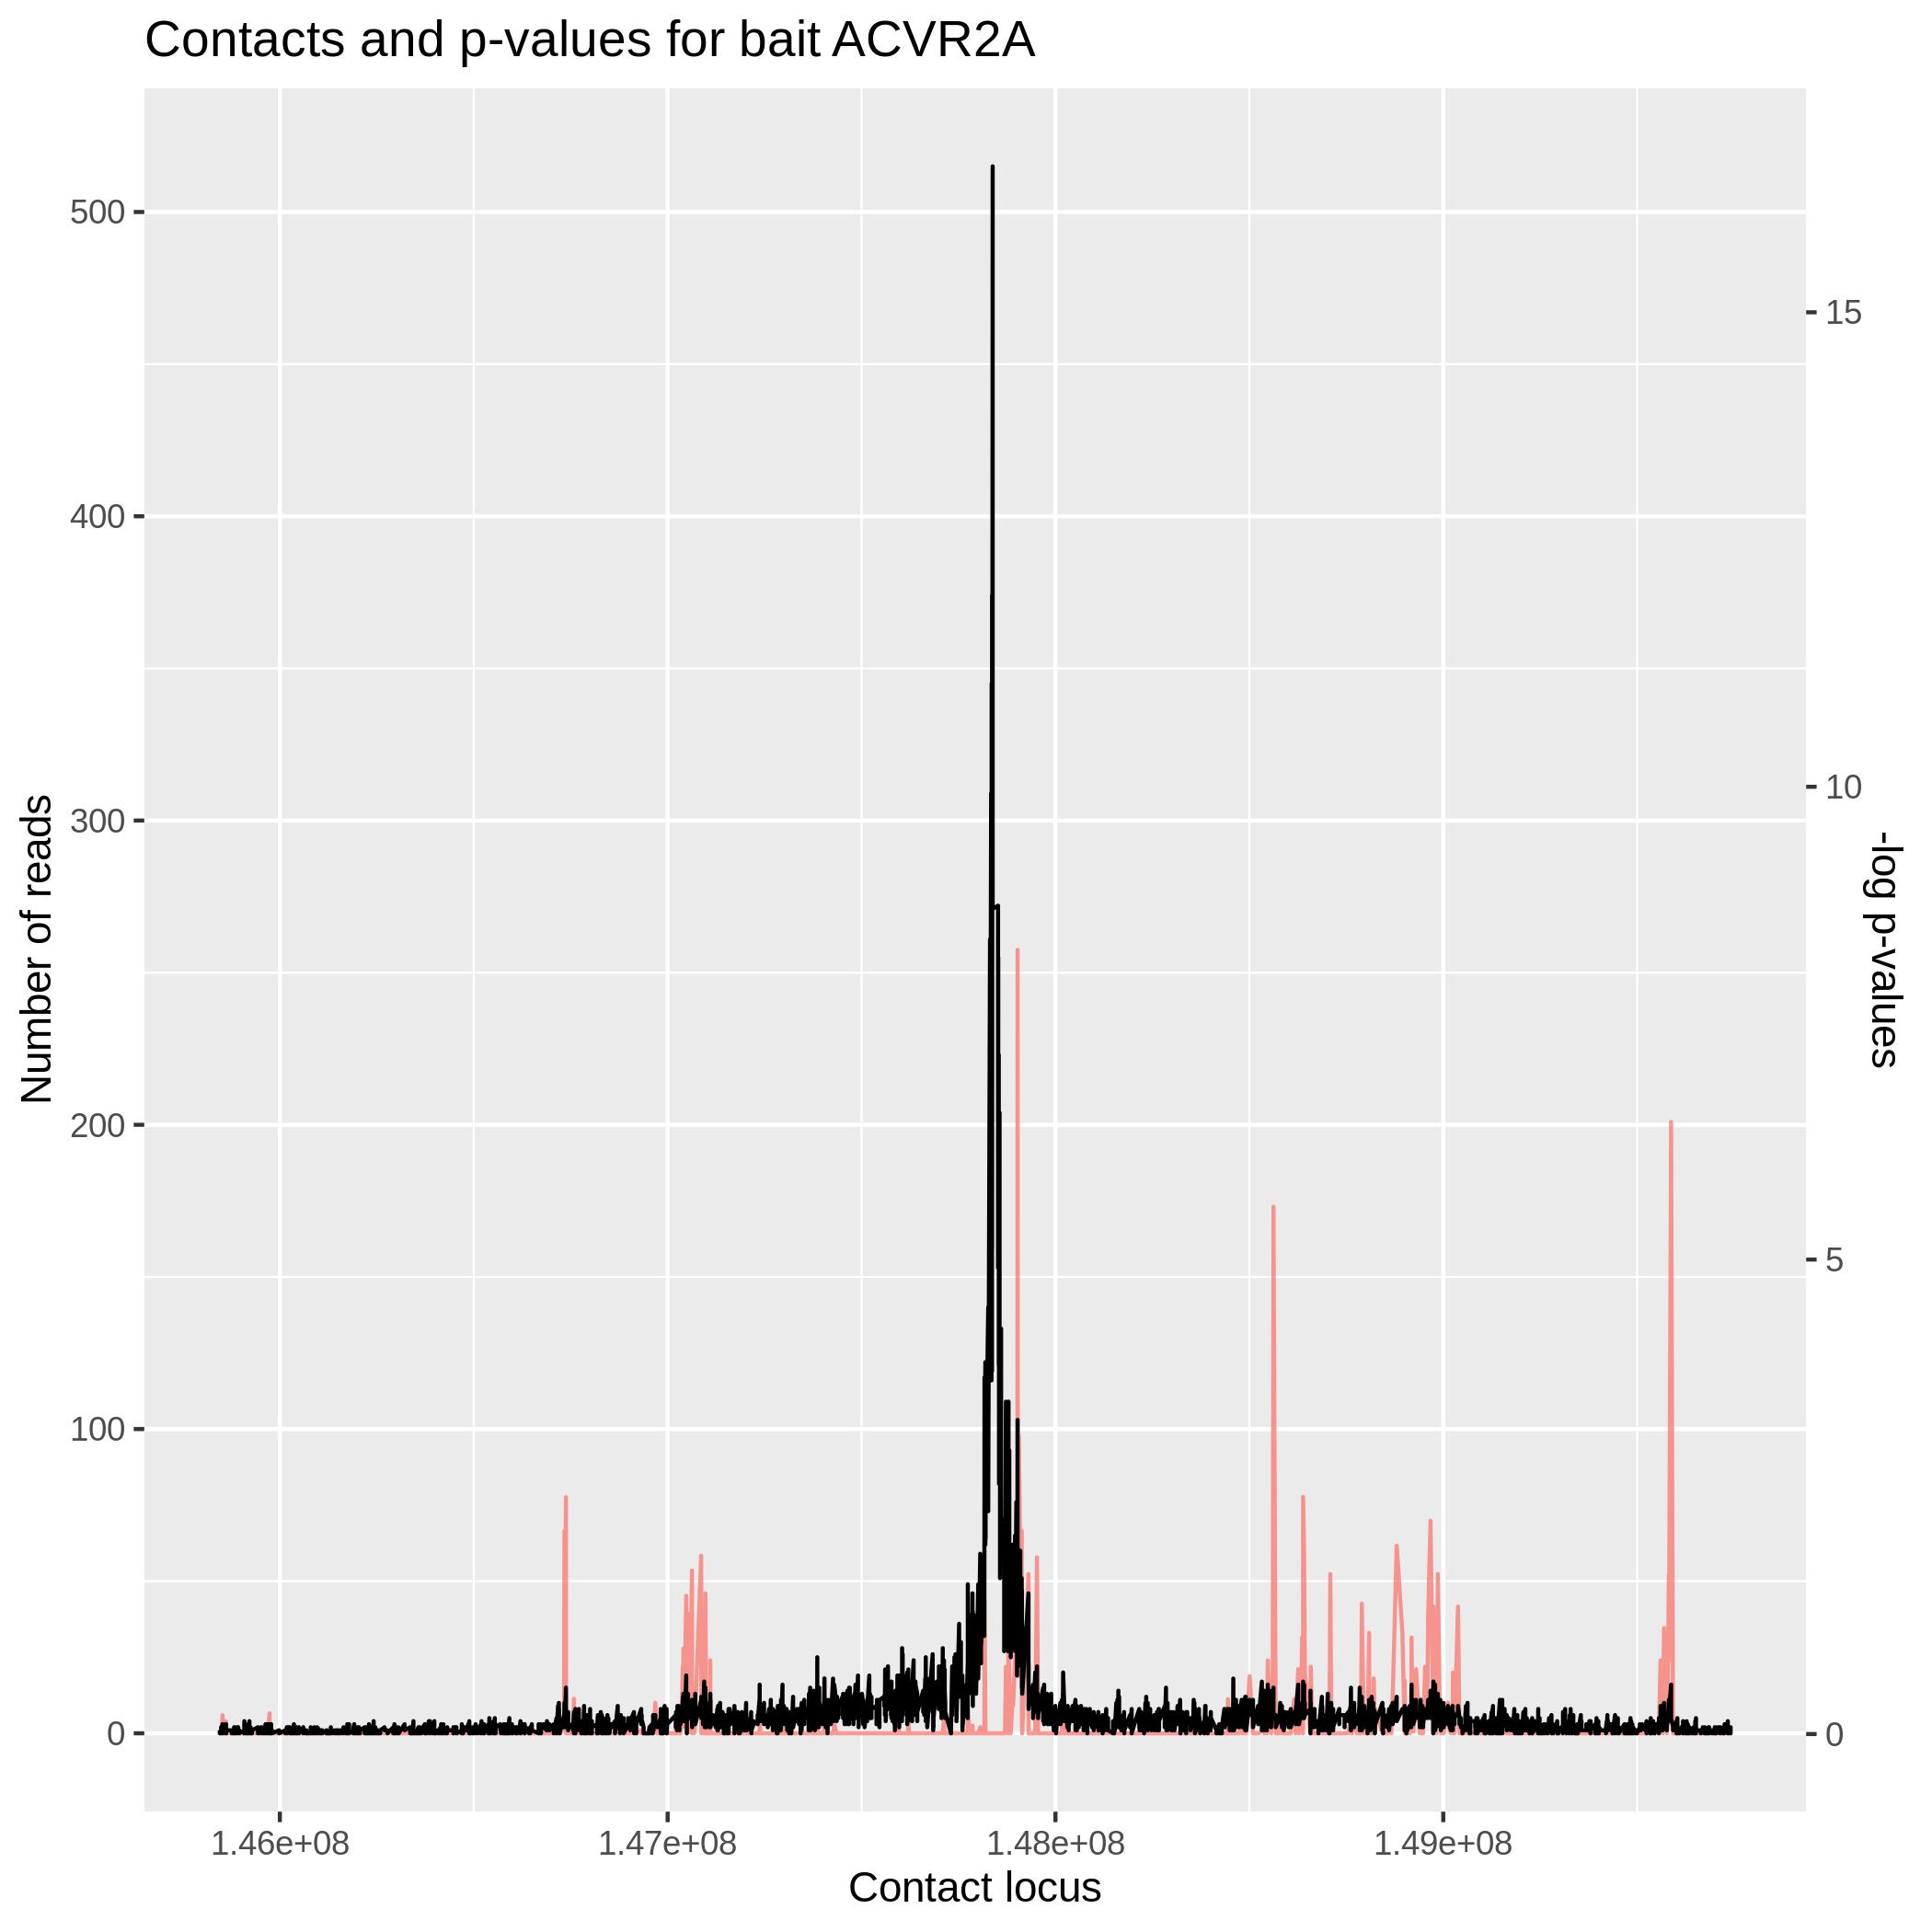 Contacts and p-values for bait ACVR2A
500
400
300
200
100
0
Number of reads
15
10
5
0
-log p-values
1.46e+08
1.47e+08
1.48e+08
1.49e+08
Contact locus